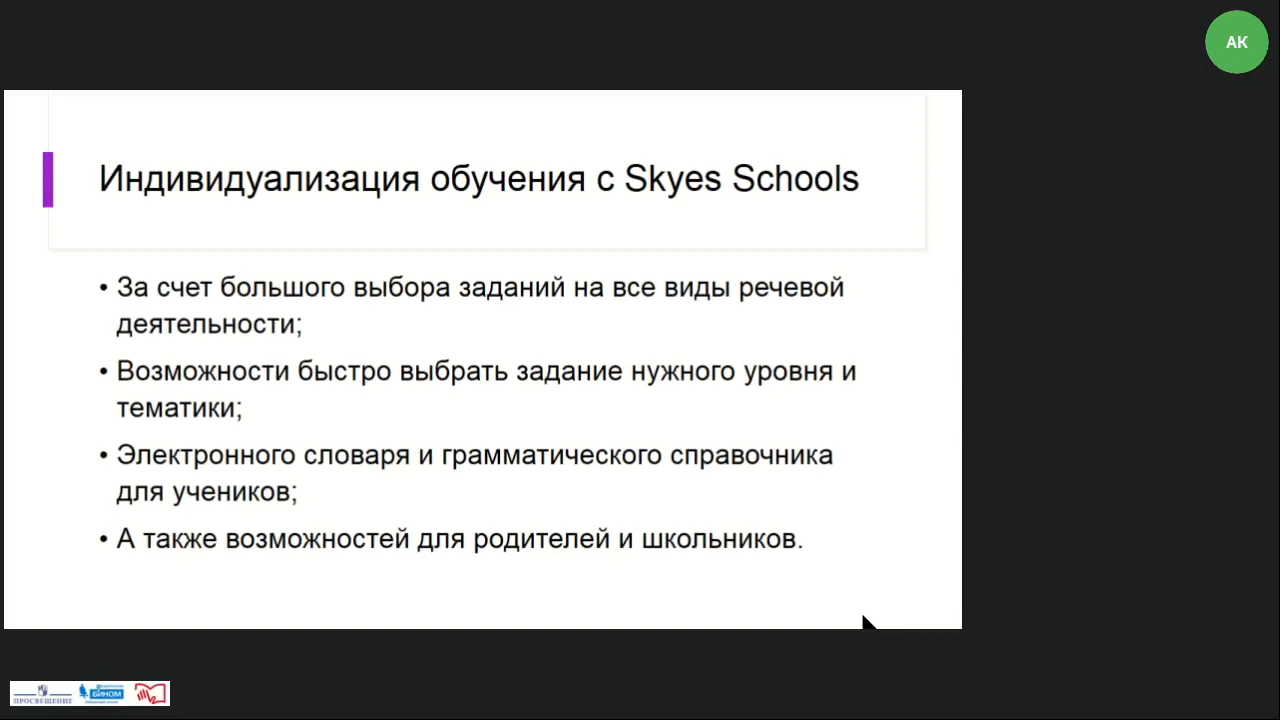 АК
Индивидуализация обучения с Skyes Schools
• За счет большого выбора заданий на все виды речевой
деятельности;
• Возможности быстро выбрать задание нужного уровня и
тематики;
• Электронного словаря и грамматического справочника
для учеников;
• А также возможностей для родителей и школьников.
ПРОСВЕЩЕНИЕ
БИНОМ